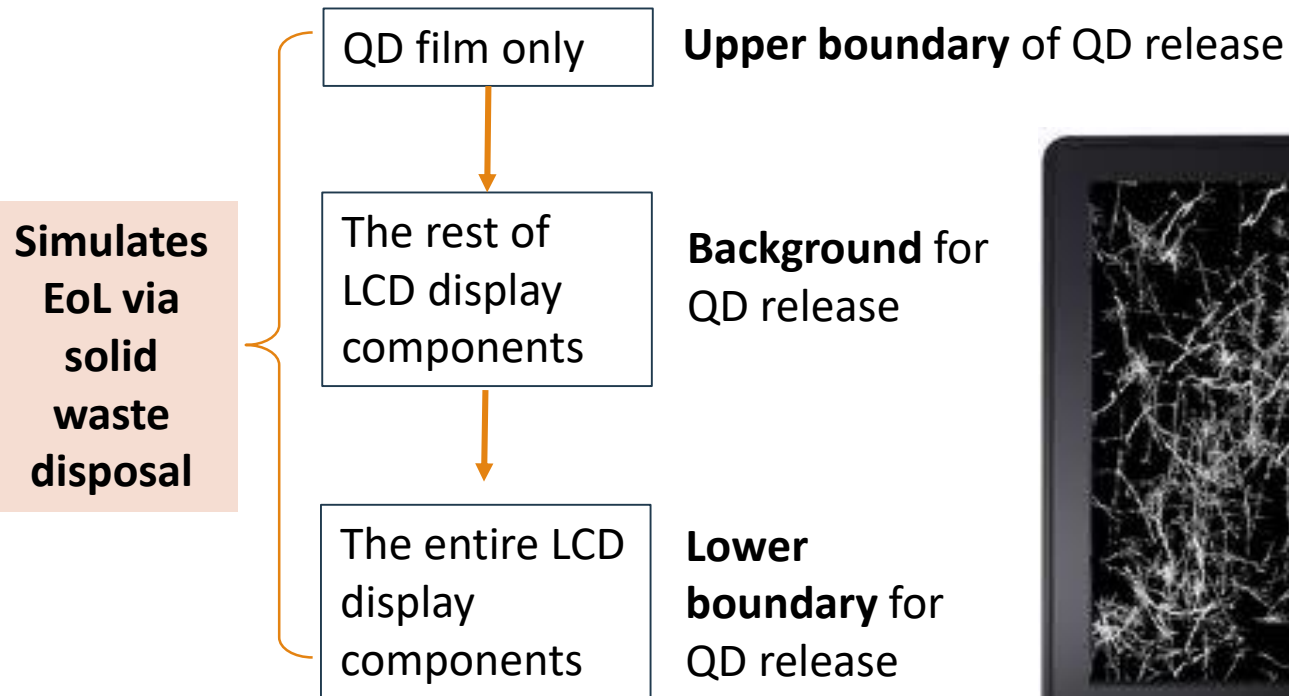 QD film only
Upper boundary of QD release
Simulates
EoL via
solid
waste
disposal
The rest of
LCD display
components
Background for
QD release
The entire LCD
display
components
Lower
boundary for
QD release